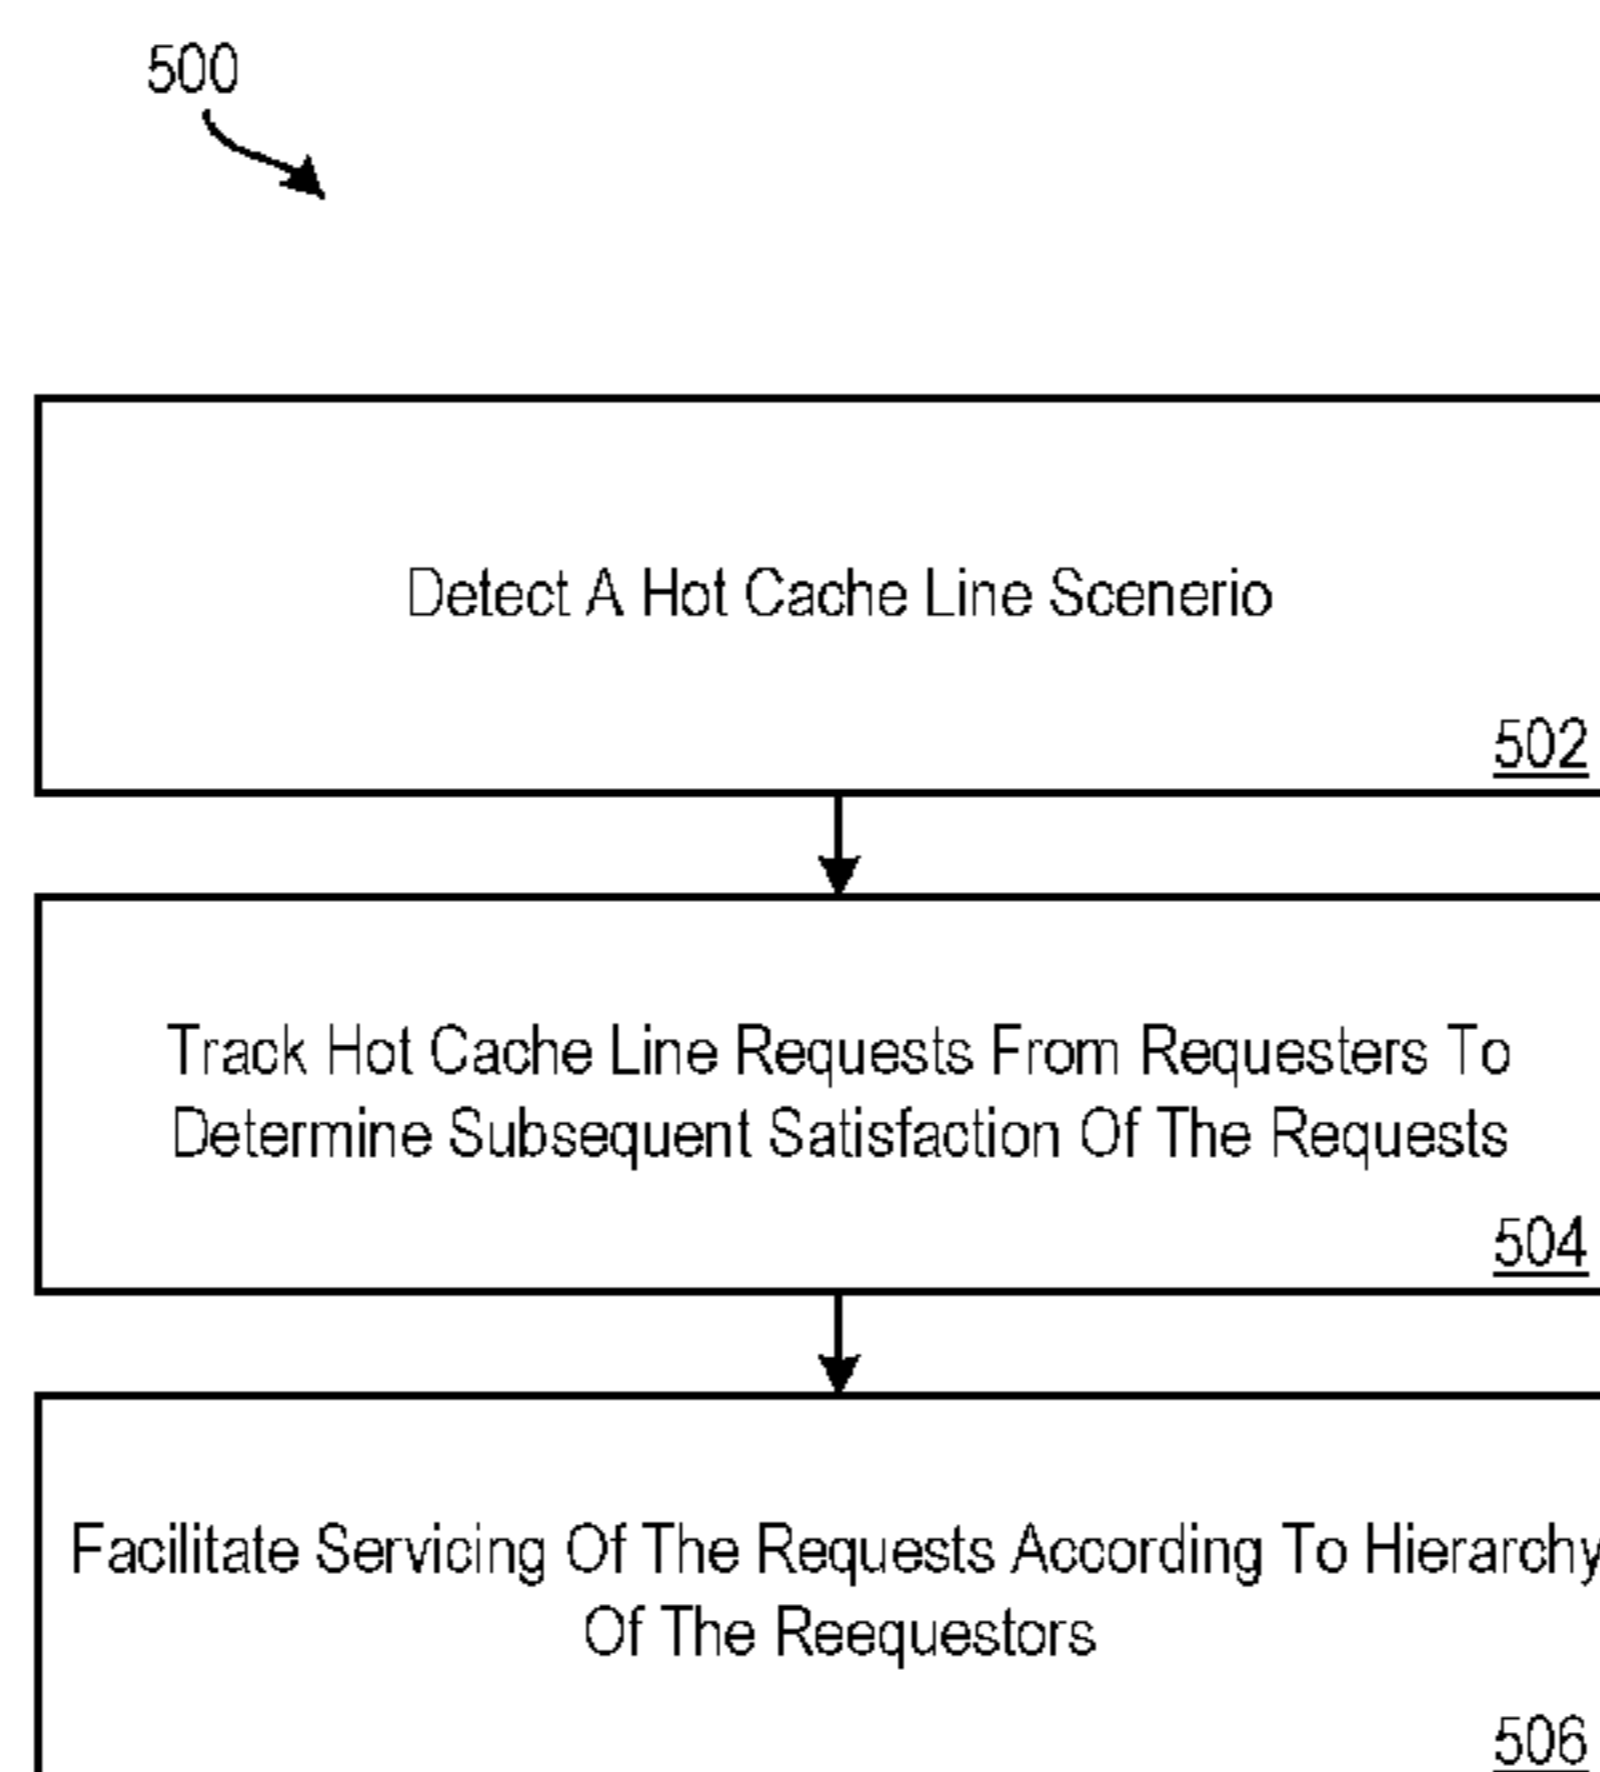 500
Detect A Hot Cache Line Scenerio
502
Track Hot Cache Line Requests From Requesters To
Determine Subsequent Satisfaction Of The Requests
504
Facilitate Servicing Of The Requests According To Hierarchy
Of The Reequestors
506